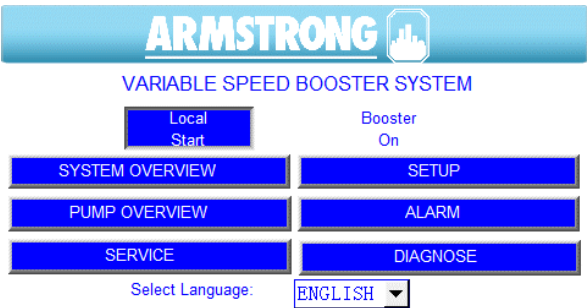 ARMSTRONG
VARIABLE SPEED BOOSTER SYSTEM
Local Start
Booster On
SYSTEM OVERVIEW
SETUP
PUMP OVERVIEW
ALARM
SERVICE
DIAGNOSE
Select Language: ENGLISH